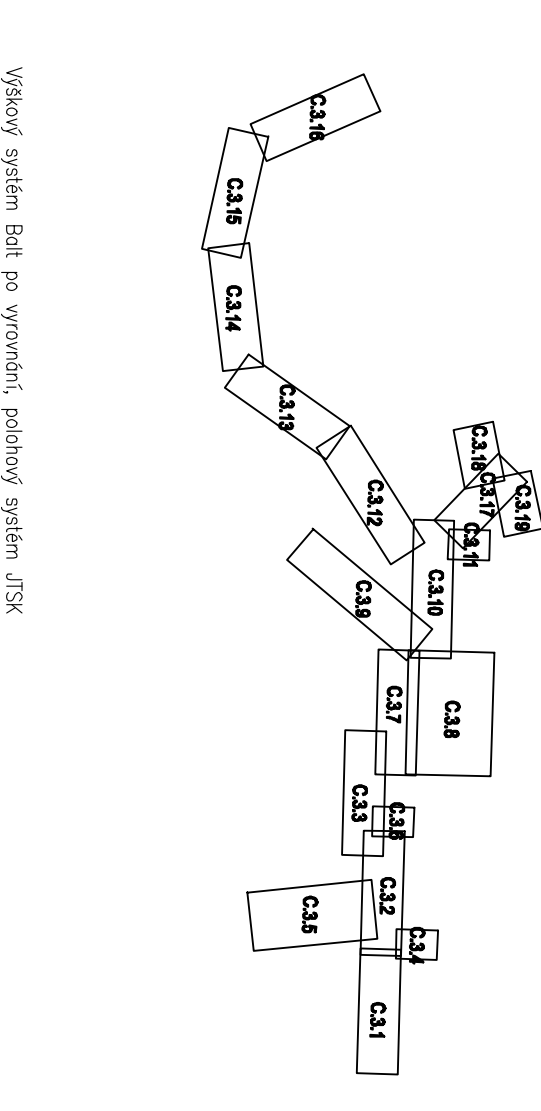 C.3.19
C.3.17
C.3.18
C.3.11
C.3.8
C.3.10
C.3.4
C.3.6
C.3.7
C.3.2
C.3.1
C.3.12
C.3.9
C.3.3
C.3.16
C.3.5
C.3.13
C.3.15
C.3.14
Výškový systém Balt po vyrovnání, polohový systém JTSK